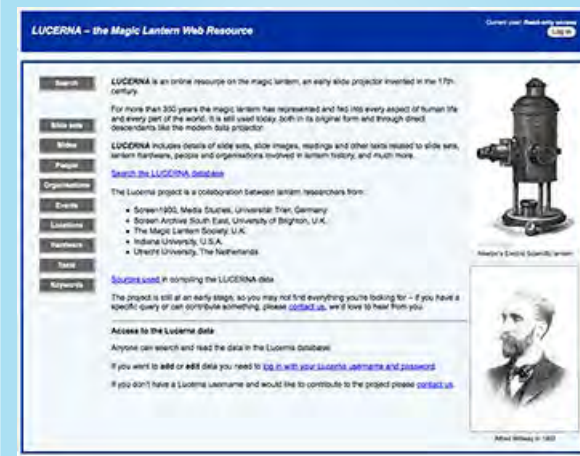 LUCERNA – the Magic Lantern Web Resource
Current user: Read-only access
Log in
Search
Slide sets
Slides
People
Organisations
Events
Locations
Hardware
Texts
Keywords
LUCERNA is an online resource on the magic lantern, an early slide projector invented in the 17th
century.
For more than 350 years the magic lantern has represented and fed into every aspect of human life
and every part of the world. It is still used today, both in its original form and through direct
descendants like the modern data projector.
LUCERNA includes details of slide sets, slide images, readings and other texts related to slide sets,
lantern hardware, people and organisations involved in lantern history, and much more.
Search the LUCERNA database
The Lucerna project is a collaboration between lantern researchers from:
• Screen1900, Media Studies, Universität Trier, Germany
• Screen Archive South East, University of Brighton, U.K.
• The Magic Lantern Society, U.K.
• Indiana University, U.S.A.
• Utrecht University, The Netherlands
Sources used in compiling the LUCERNA data
The project is still at an early stage, so you may not find everything you're looking for – if you have a
specific query or can contribute something, please contact us, we'd love to hear from you.
Access to the Lucerna data
Anyone can search and read the data in the Lucerna database.
If you want to add or edit data you need to log in with your Lucerna username and password.
If you don't have a Lucerna username and would like to contribute to the project please contact us.
Newton's Electric Scientific lantern
Alfred in 1903